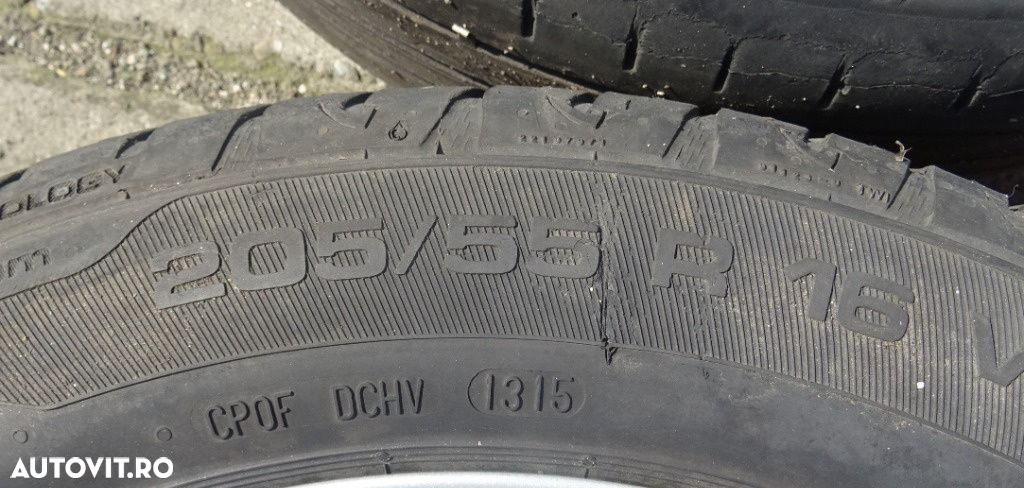 OLOGY
205/55 R 16 V
CPOF DCHV 1315
AUTOVIT.RO